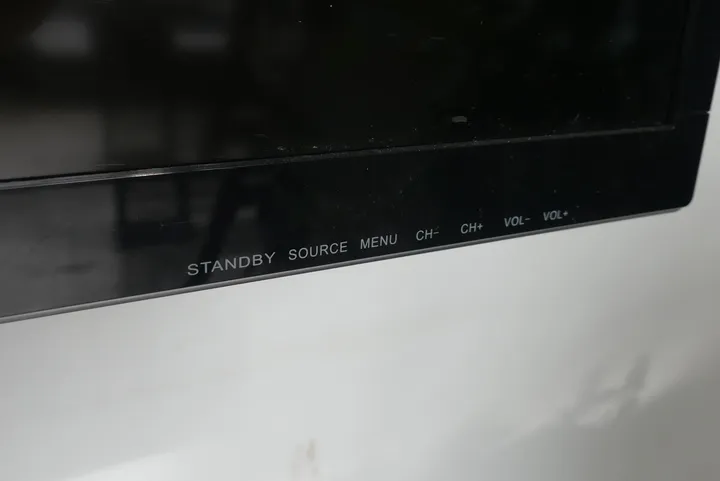 STANDBY SOURCE MENU CH− CH+ VOL− VOL+